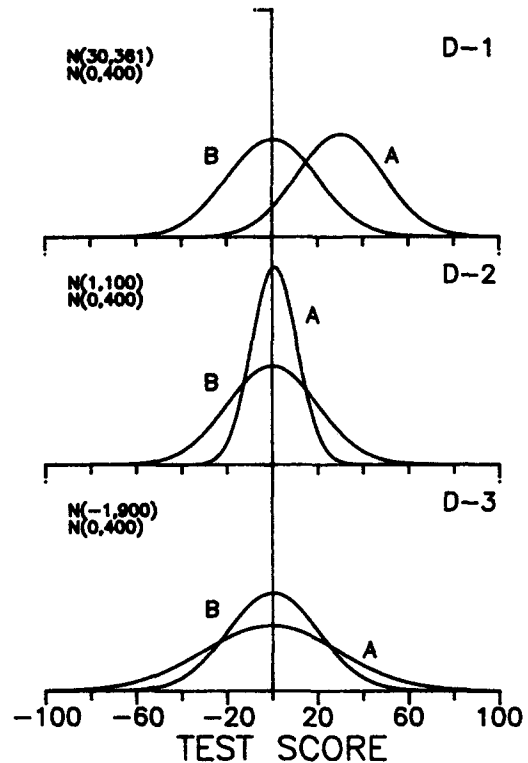 D-1
N(30,361)
N(0,400)
B
A
D-2
N(1,100)
N(0,400)
A
B
D-3
N(-1,900)
N(0,400)
B
A
-100 -60 -20 20 60 100
TEST SCORE